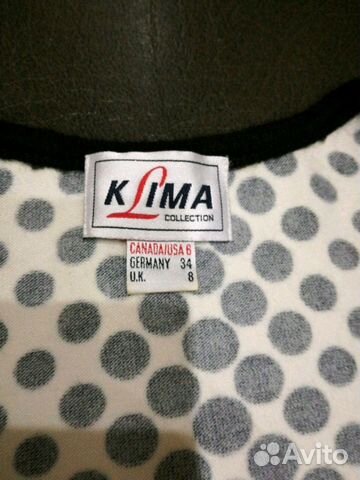 KLIMA
COLLECTION
CANADA/USA 6
GERMANY 34
U.K. 8
Avito